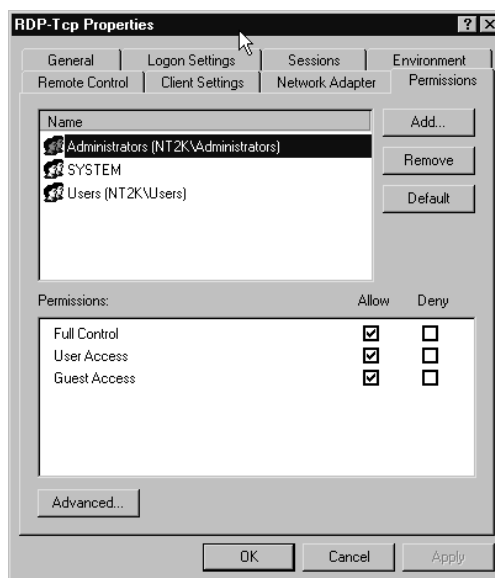 RDP-Tcp Properties
General Logon Settings Sessions Environment
Remote Control Client Settings Network Adapter Permissions
Name
Administrators (NT2K\Administrators)
SYSTEM
Users (NT2K\Users)
Add...
Remove
Default
Permissions: Allow Deny
Full Control
User Access
Guest Access
Advanced...
OK Cancel Apply